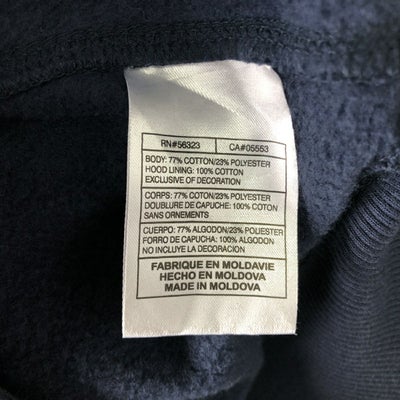 RN#56323 CA#05553
BODY: 77% COTTON/23% POLYESTER
HOOD LINING: 100% COTTON
EXCLUSIVE OF DECORATION
CORPS: 77% COTON/23% POLYESTER
DOUBLURE DE CAPUCHE: 100% COTON
SANS ORNEMENTS
CUERPO: 77% ALGODON/23% POLIESTER
FORRO DE CAPUCHA: 100% ALGODON
NO INCLUIDO LA DECORACION
FABRIQUE EN MOLDAVIE
HECHO EN MOLDOVA
MADE IN MOLDOVA